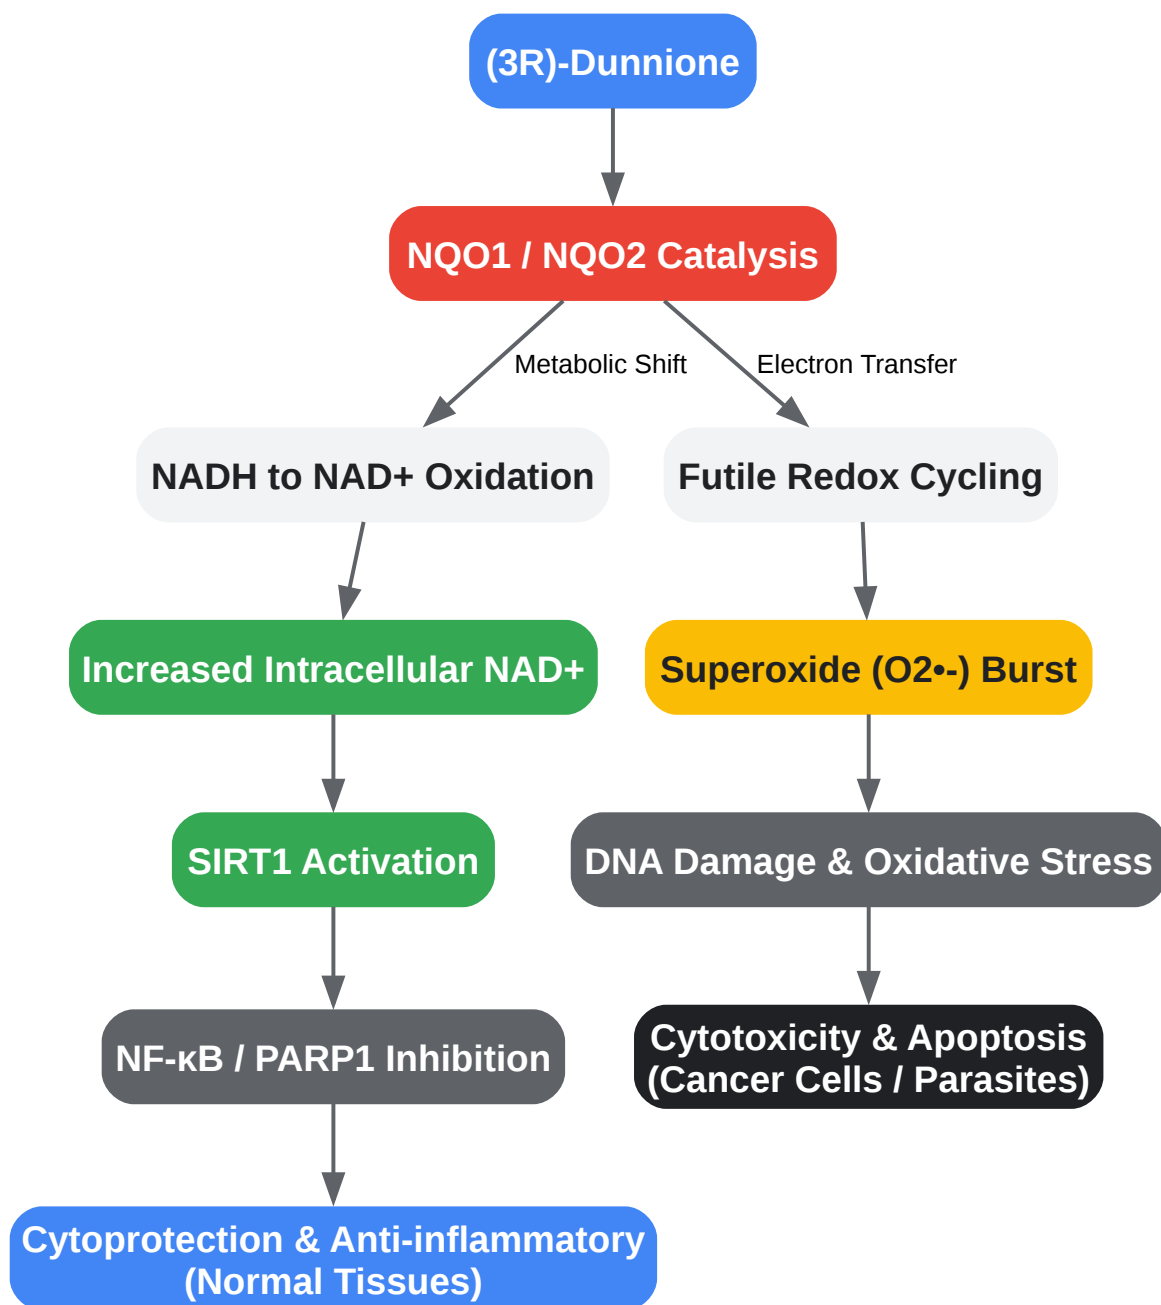 (3R)-Dunnione
NQO1 / NQO2 Catalysis
Metabolic Shift
Electron Transfer
NADH to NAD+ Oxidation
Futile Redox Cycling
Increased Intracellular NAD+
Superoxide (O2•-) Burst
SIRT1 Activation
DNA Damage & Oxidative Stress
NF-κB / PARP1 Inhibition
Cytotoxicity & Apoptosis
(Cancer Cells / Parasites)
Cytoprotection & Anti-inflammatory
(Normal Tissues)